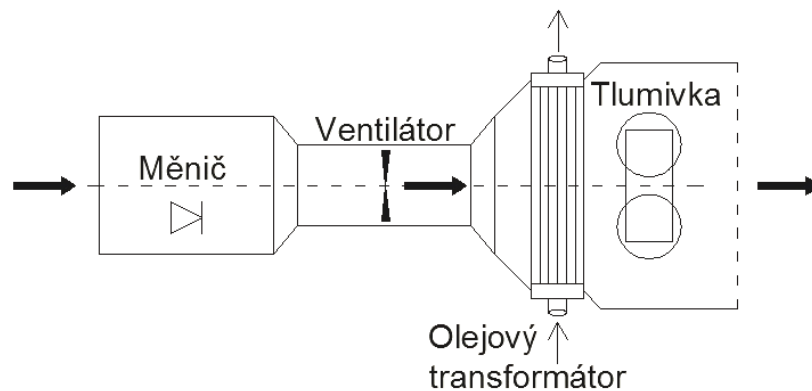 Tlumivka
Ventilátor
Měnič
Olejový
transformátor